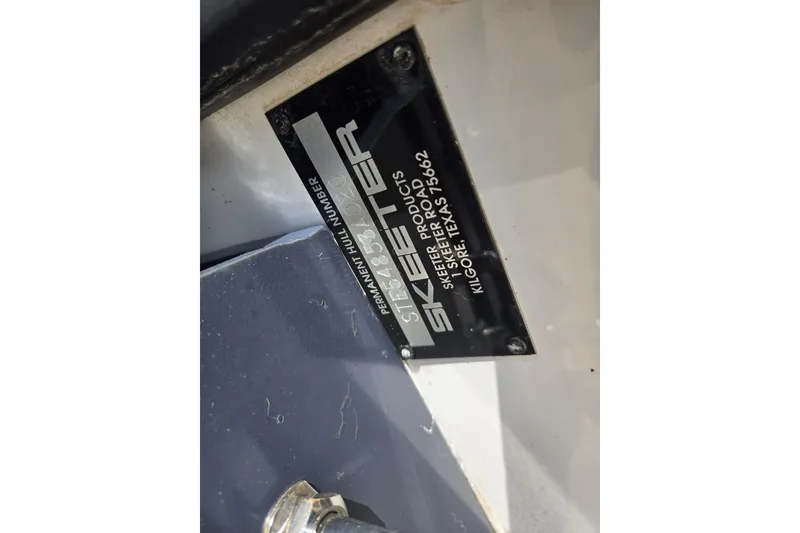 PERMANENT HULL NUMBER
SKEETER
SKEETER PRODUCTS
1 SKEETER ROAD
KILGORE, TEXAS 75662